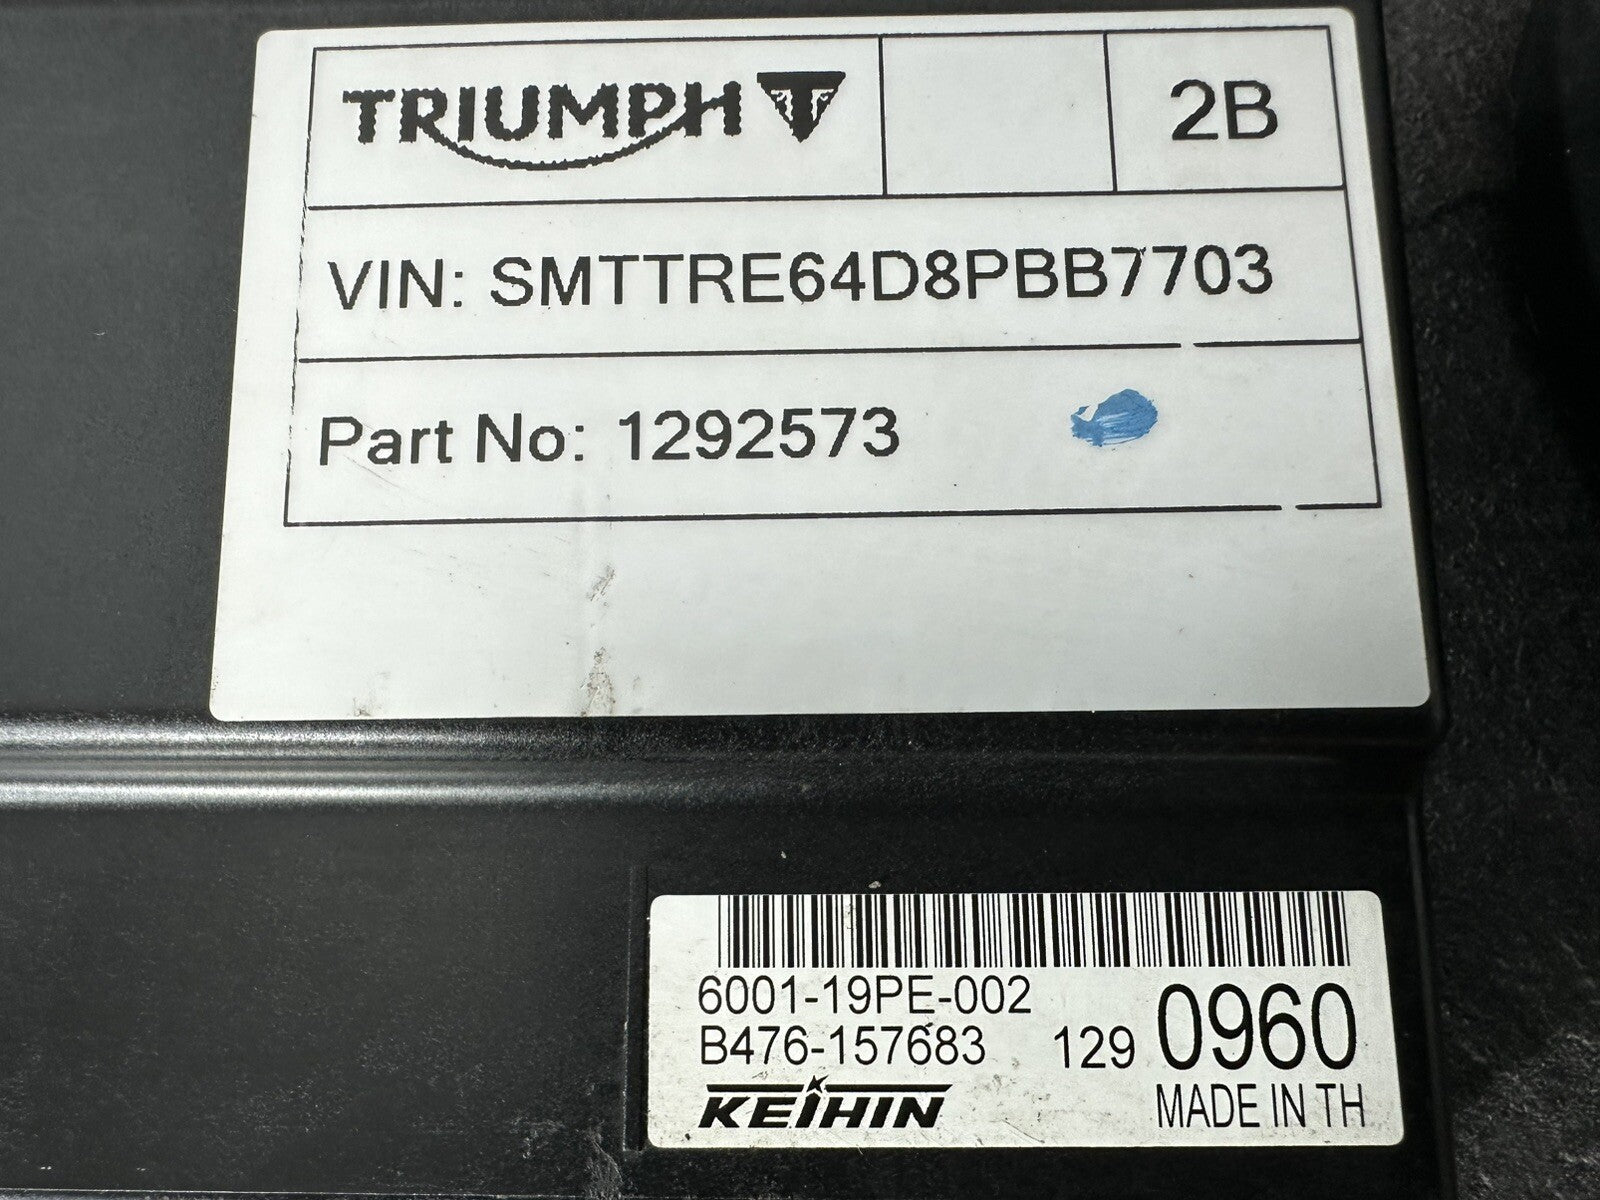 TRIUMPH
2B
VIN: SMTTRE64D8PBB7703
Part No: 1292573
6001-19PE-002
B476-157683 129 0960
KEIHIN MADE IN TH